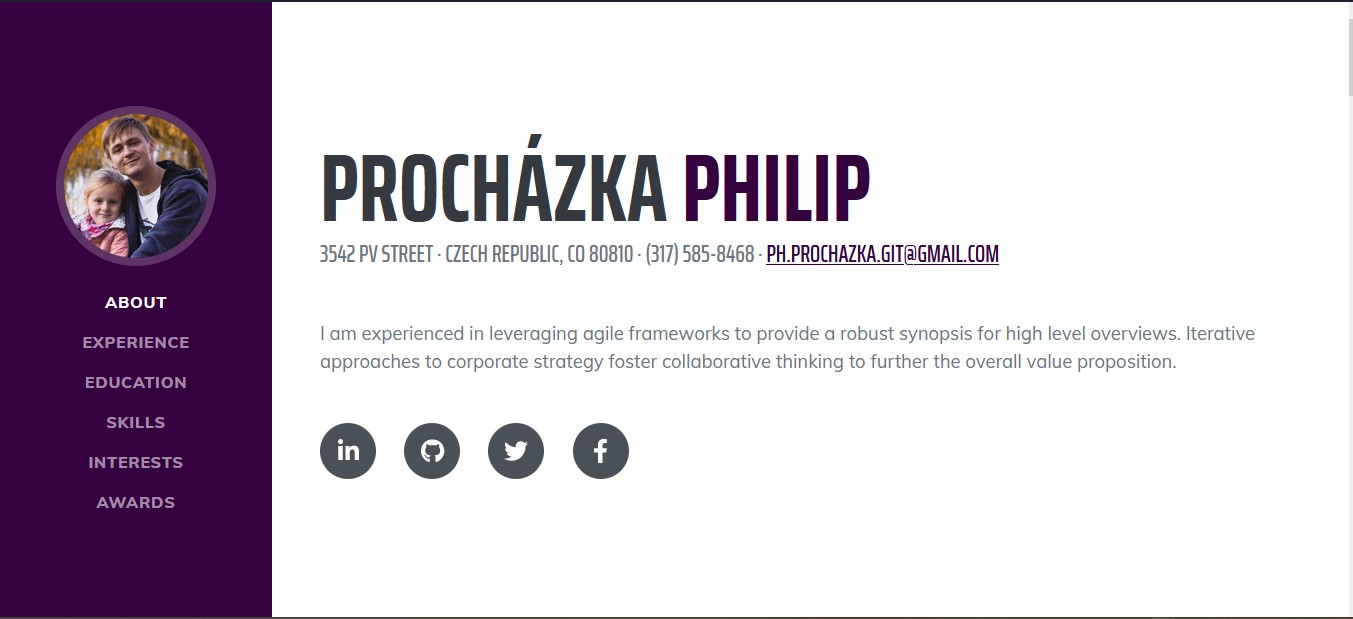 ABOUT
EXPERIENCE
EDUCATION
SKILLS
INTERESTS
AWARDS
PROCHÁZKA PHILIP
3542 PV STREET · CZECH REPUBLIC, CO 80810 · (317) 585-8468 · PH.PROCHAZKA.GIT@GMAIL.COM
I am experienced in leveraging agile frameworks to provide a robust synopsis for high level overviews. Iterative
approaches to corporate strategy foster collaborative thinking to further the overall value proposition.
in
f